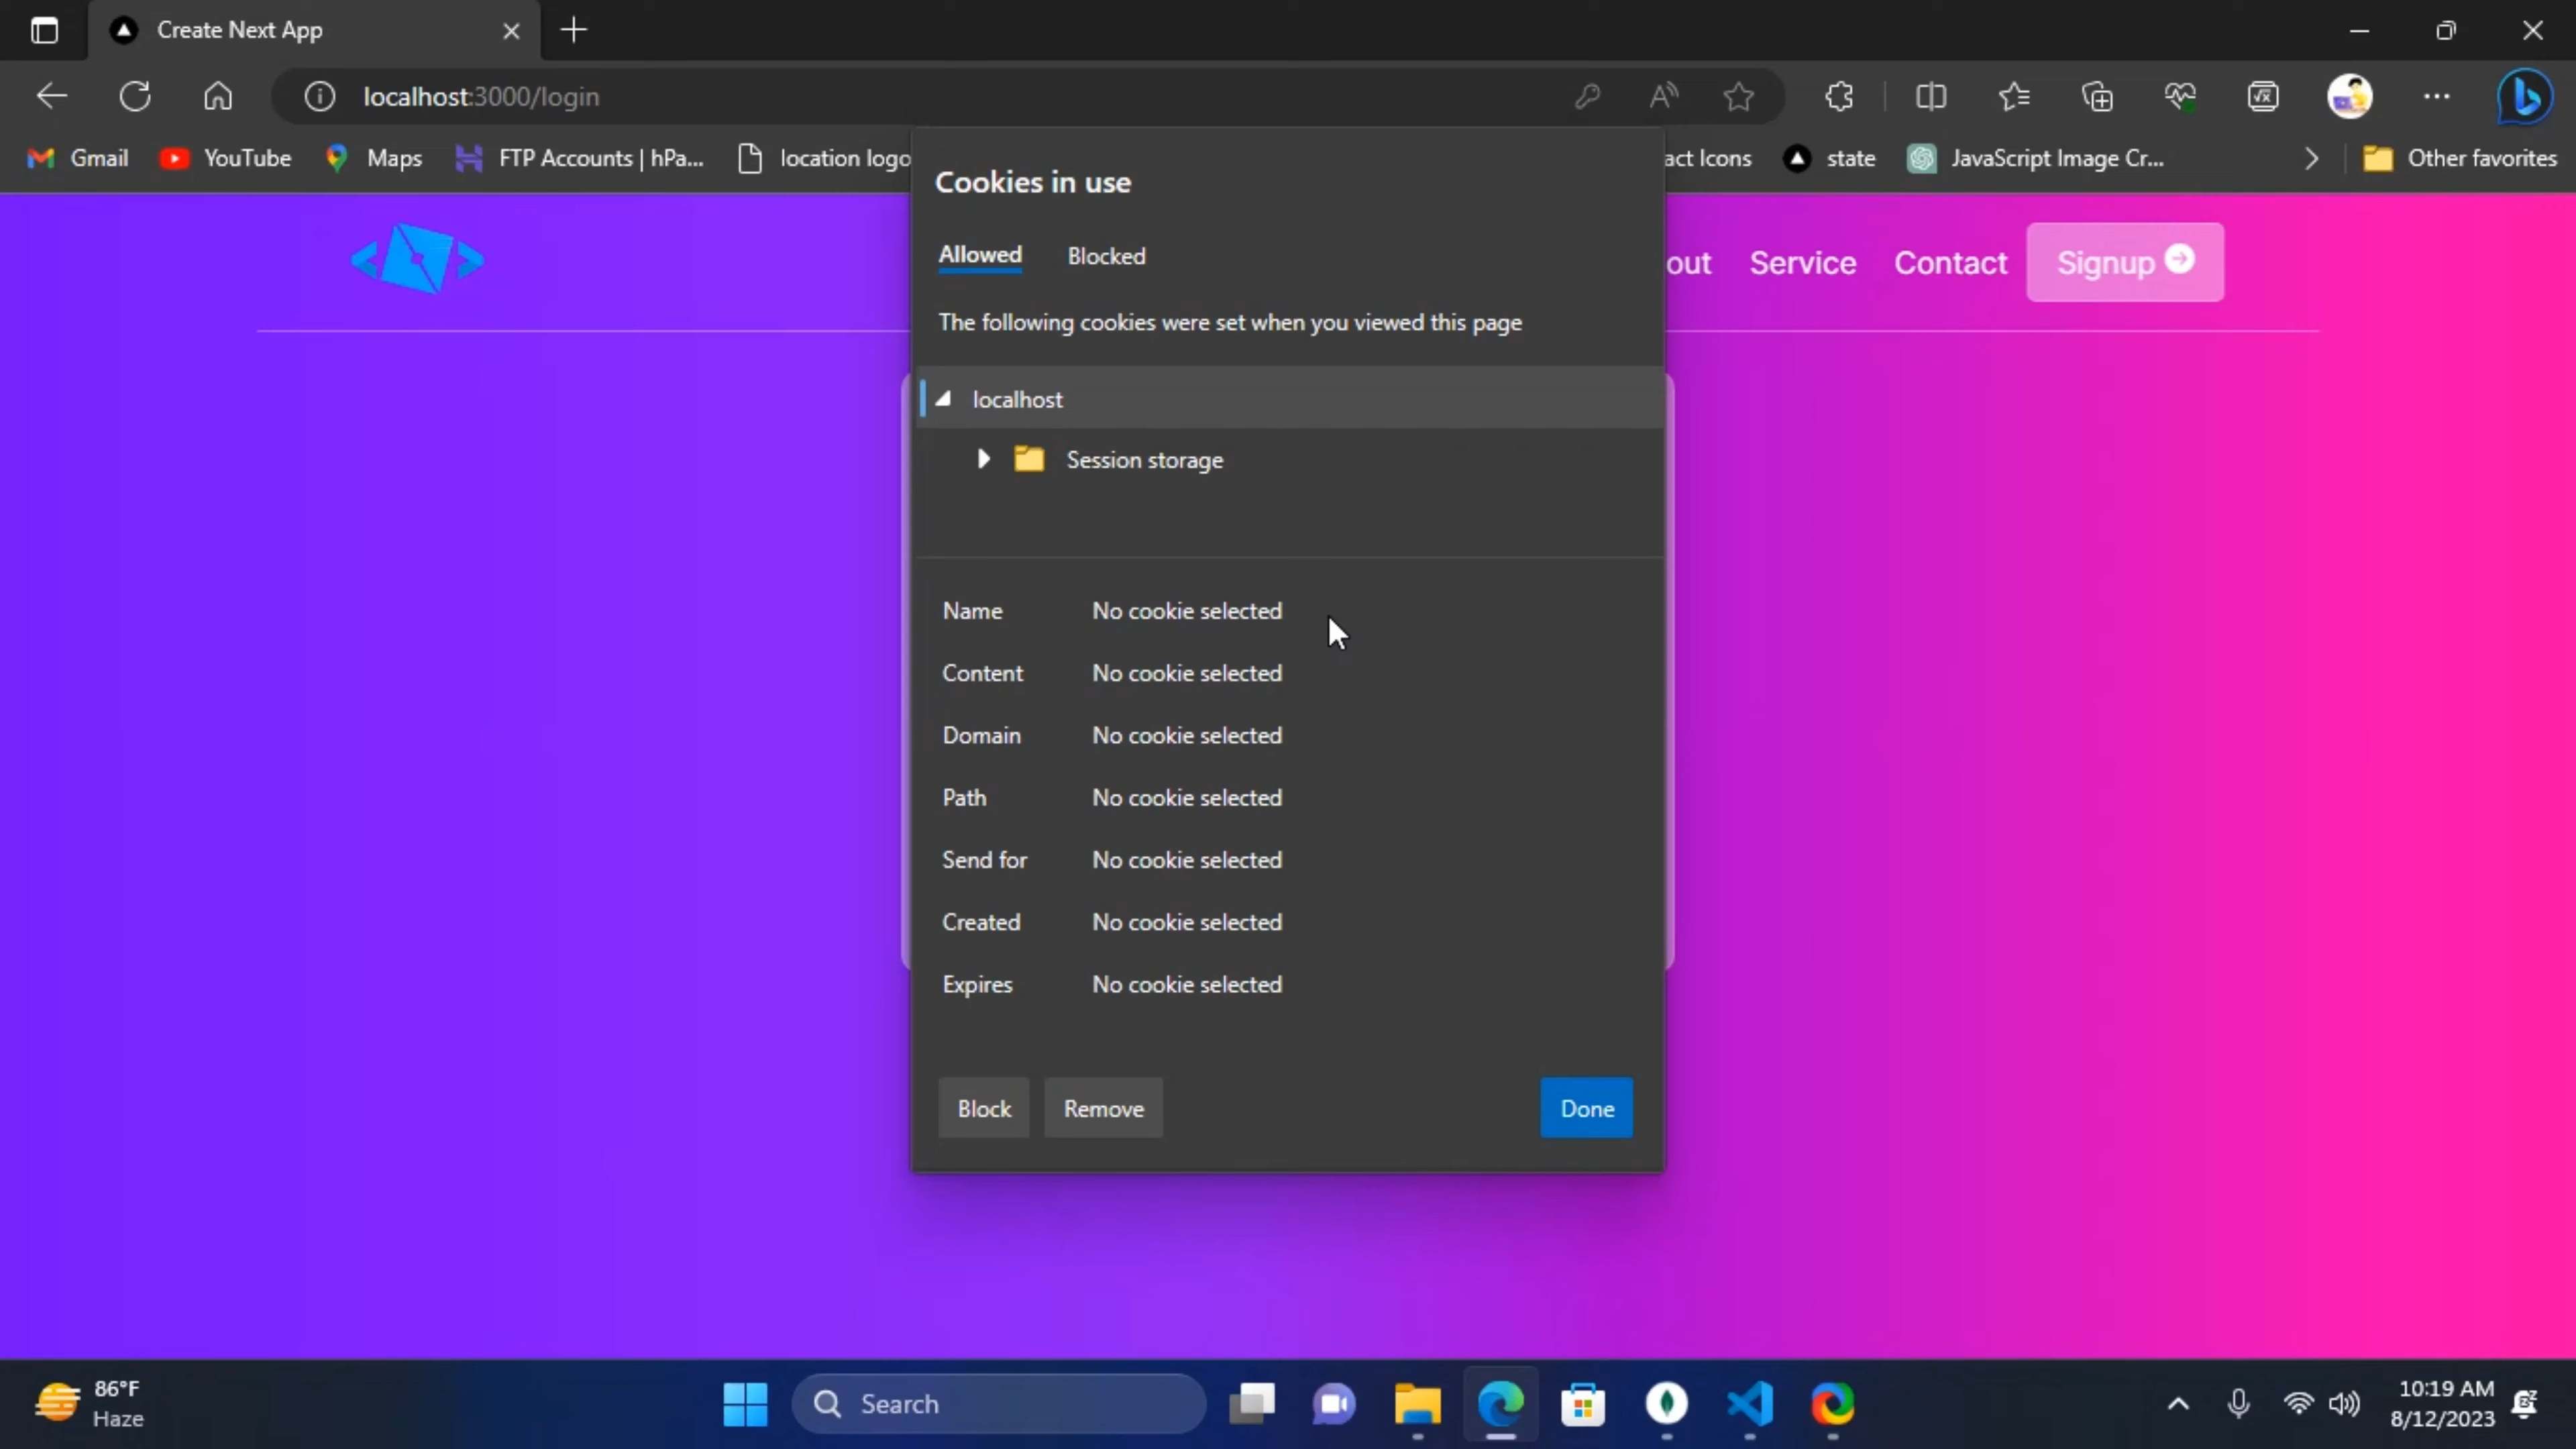 Create Next App
localhost:3000/login
Gmail YouTube Maps FTP Accounts | hPa... location logo act Icons state JavaScript Image Cr... Other favorites
Cookies in use
Allowed Blocked
out Service Contact Signup
The following cookies were set when you viewed this page
localhost
Session storage
Name No cookie selected
Content No cookie selected
Domain No cookie selected
Path No cookie selected
Send for No cookie selected
Created No cookie selected
Expires No cookie selected
Block Remove Done
86°F
Haze
Search
10:19 AM
8/12/2023